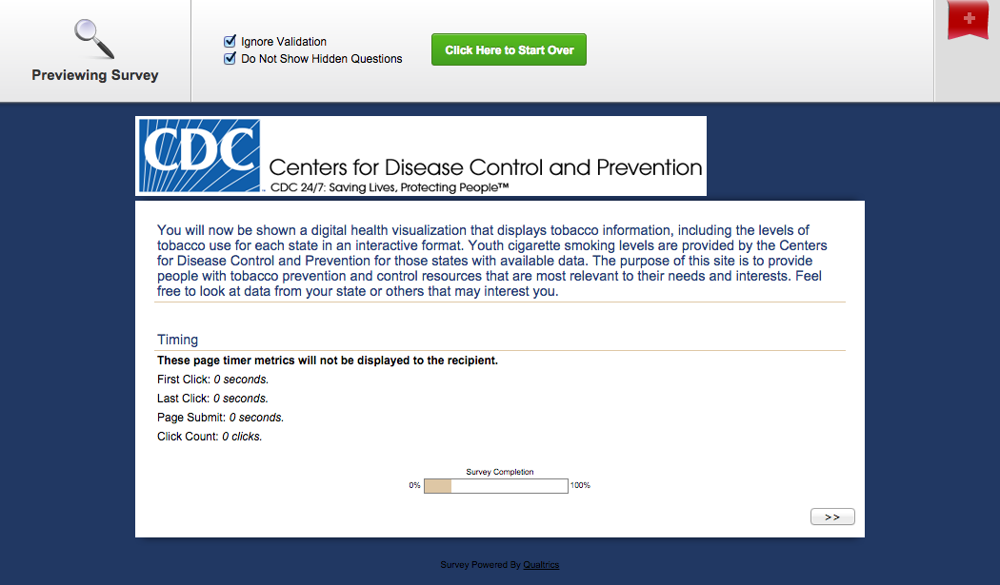 Previewing Survey
Ignore Validation
Do Not Show Hidden Questions
Click Here to Start Over
CDC
Centers for Disease Control and Prevention
CDC 24/7: Saving Lives, Protecting People™
You will now be shown a digital health visualization that displays tobacco information, including the levels of
tobacco use for each state in an interactive format. Youth cigarette smoking levels are provided by the Centers
for Disease Control and Prevention for those states with available data. The purpose of this site is to provide
people with tobacco prevention and control resources that are most relevant to their needs and interests. Feel
free to look at data from your state or others that may interest you.
Timing
These page timer metrics will not be displayed to the recipient.
First Click: 0 seconds.
Last Click: 0 seconds.
Page Submit: 0 seconds.
Click Count: 0 clicks.
Survey Completion
0% 100%
>>
Survey Powered By Qualtrics